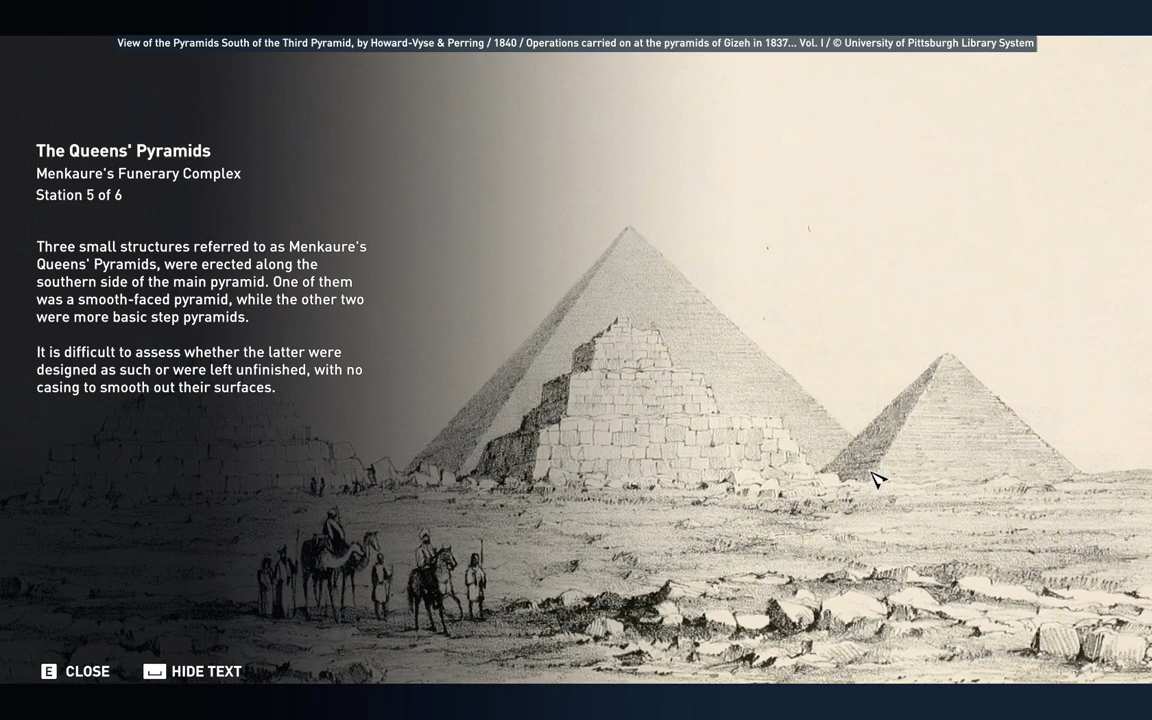 View of the Pyramids South of the Third Pyramid, by Howard-Vyse & Perring / 1840 / Operations carried on at the pyramids of Gizeh in 1837... Vol. I / © University of Pittsburgh Library System
The Queens' Pyramids
Menkaure's Funerary Complex
Station 5 of 6
Three small structures referred to as Menkaure's
Queens' Pyramids, were erected along the
southern side of the main pyramid. One of them
was a smooth-faced pyramid, while the other two
were more basic step pyramids.
It is difficult to assess whether the latter were
designed as such or were left unfinished, with no
casing to smooth out their surfaces.
E CLOSE
HIDE TEXT